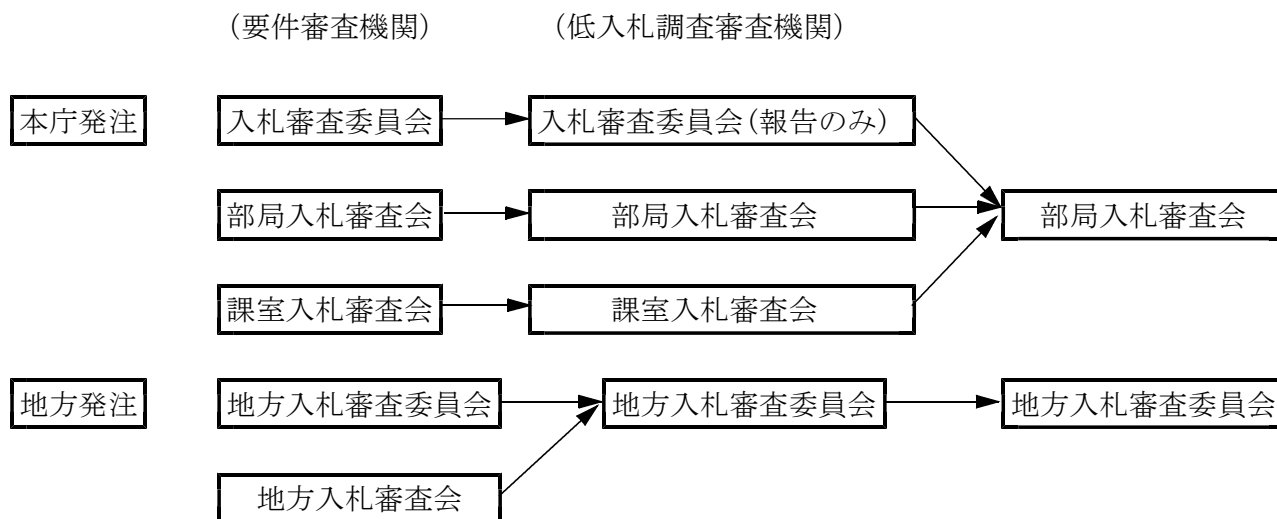 （要件審査機関） （低入札調査審査機関）
本庁発注 入札審査委員会 入札審査委員会（報告のみ）
部局入札審査会 部局入札審査会 部局入札審査会
課室入札審査会 課室入札審査会
地方発注 地方入札審査委員会 地方入札審査委員会 地方入札審査委員会
地方入札審査会